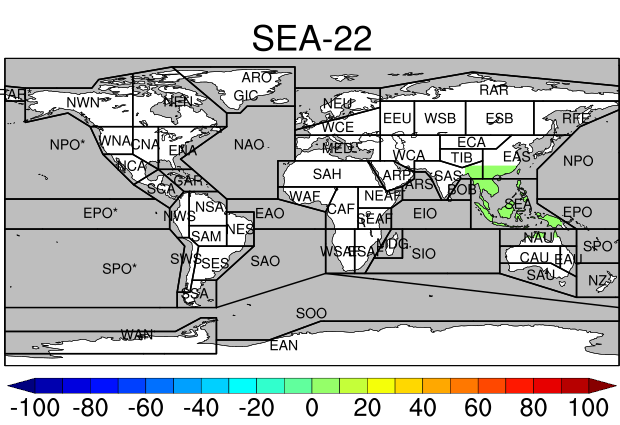 SEA-22
ARO
GIC
RAR
NWN
NEN
NEU
EEU
WSB
ESB
RFE
WCE
NPO*
WNA
CNA
ENA
NAO
MED
WCA
ECA
TIB
EAS
NPO
NCA
SCA
CAR
SAH
ARP
ARS
SAS
BOB
WAF
CAF
NEAF
SEAF
EPO*
NWS
NSA
EAO
EIO
SEA
EPO
SAM
NES
WSAF
ESAF
MDG
NAU
SPO*
SWS
SES
SAO
SIO
CAU
EAU
SPO
SAU
NZ
SSA
SOO
WAN
EAN
-100 -80 -60 -40 -20 0 20 40 60 80 100